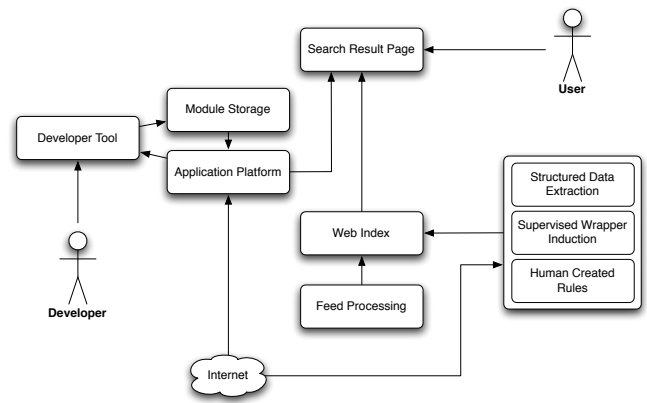 Search Result Page
User
Module Storage
Developer Tool
Application Platform
Structured Data
Extraction
Supervised Wrapper
Induction
Human Created
Rules
Web Index
Feed Processing
Developer
Internet